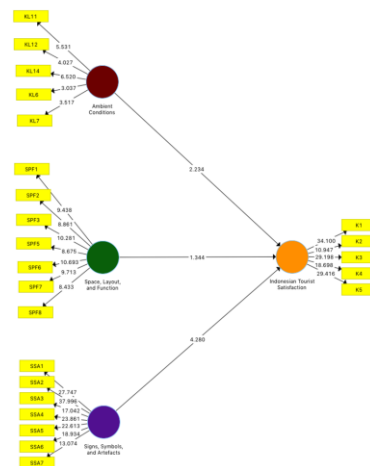 KL11
KL12
KL14
KL6
KL7
5.531
4.027
6.520
3.037
3.517
Ambient
Conditions
2.234
SPF1
SPF2
SPF3
SPF5
SPF6
SPF7
SPF8
9.438
8.861
10.281
8.675
10.693
9.713
8.433
Space, Layout,
and Function
1.344
SSA1
SSA2
SSA3
SSA4
SSA5
SSA6
SSA7
27.747
37.996
17.042
23.861
22.613
18.934
13.074
Signs, Symbols,
and Artefacts
4.280
Indonesian Tourist
Satisfaction
34.100
10.947
29.198
18.698
29.416
K1
K2
K3
K4
K5